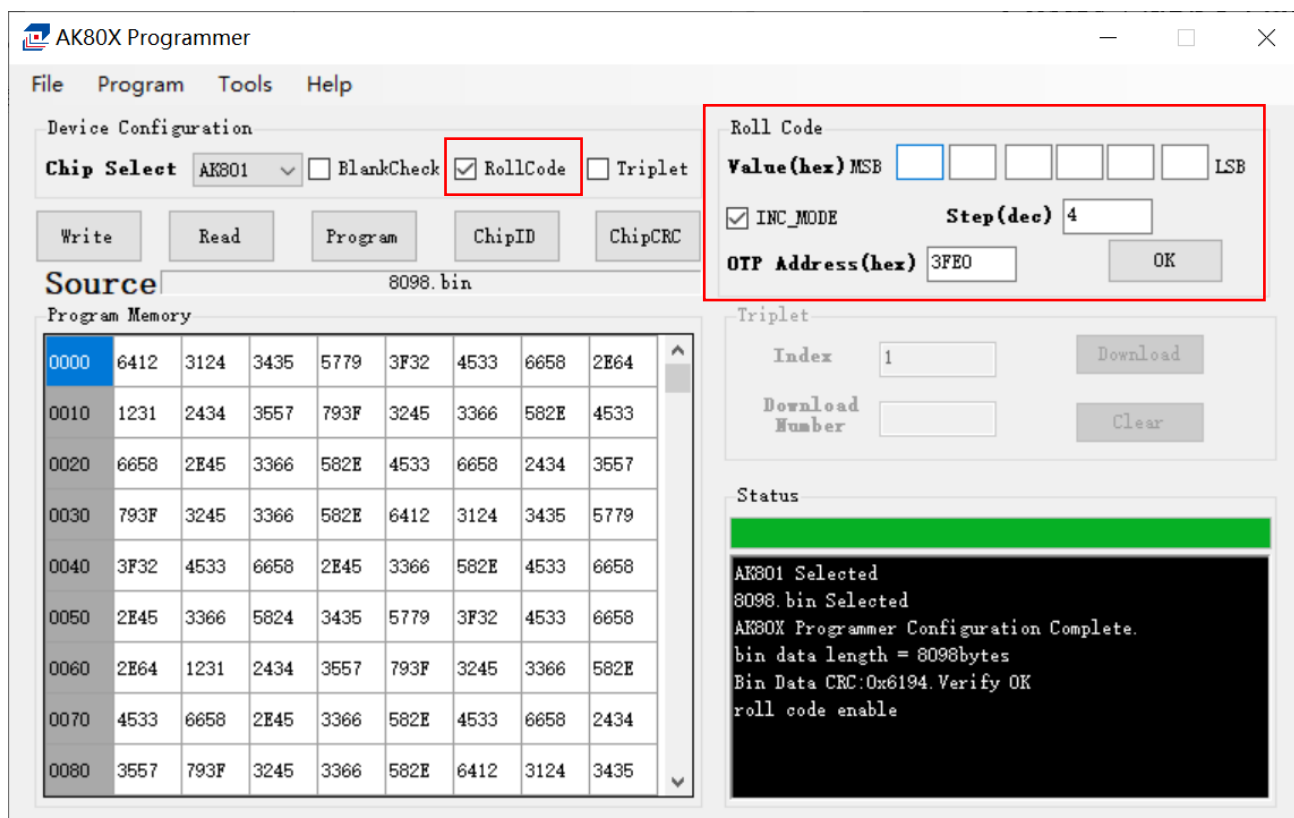 AK80X Programmer
File Program Tools Help
Device Configuration
Chip Select AK801 BlankCheck RollCode Triplet
Write Read Program ChipID ChipCRC
Source 8098.bin
Program Memory
0000 6412 3124 3435 5779 3F32 4533 6658 2E64
0010 1231 2434 3557 793F 3245 3366 582E 4533
0020 6658 2E45 3366 582E 4533 6658 2434 3557
0030 793F 3245 3366 582E 6412 3124 3435 5779
0040 3F32 4533 6658 2E45 3366 582E 4533 6658
0050 2E45 3366 5824 3435 5779 3F32 4533 6658
0060 2E64 1231 2434 3557 793F 3245 3366 582E
0070 4533 6658 2E45 3366 582E 4533 6658 2434
0080 3557 793F 3245 3366 582E 6412 3124 3435
Roll Code
Value(hex) MSB LSB
INC_MODE Step(dec) 4
OTP Address(hex) 3FE0 OK
Triplet
Index 1 Download
Download
Number Clear
Status
AK801 Selected
8098.bin Selected
AK80X Programmer Configuration Complete.
bin data length = 8098bytes
Bin Data CRC:0x6194.Verify OK
roll code enable